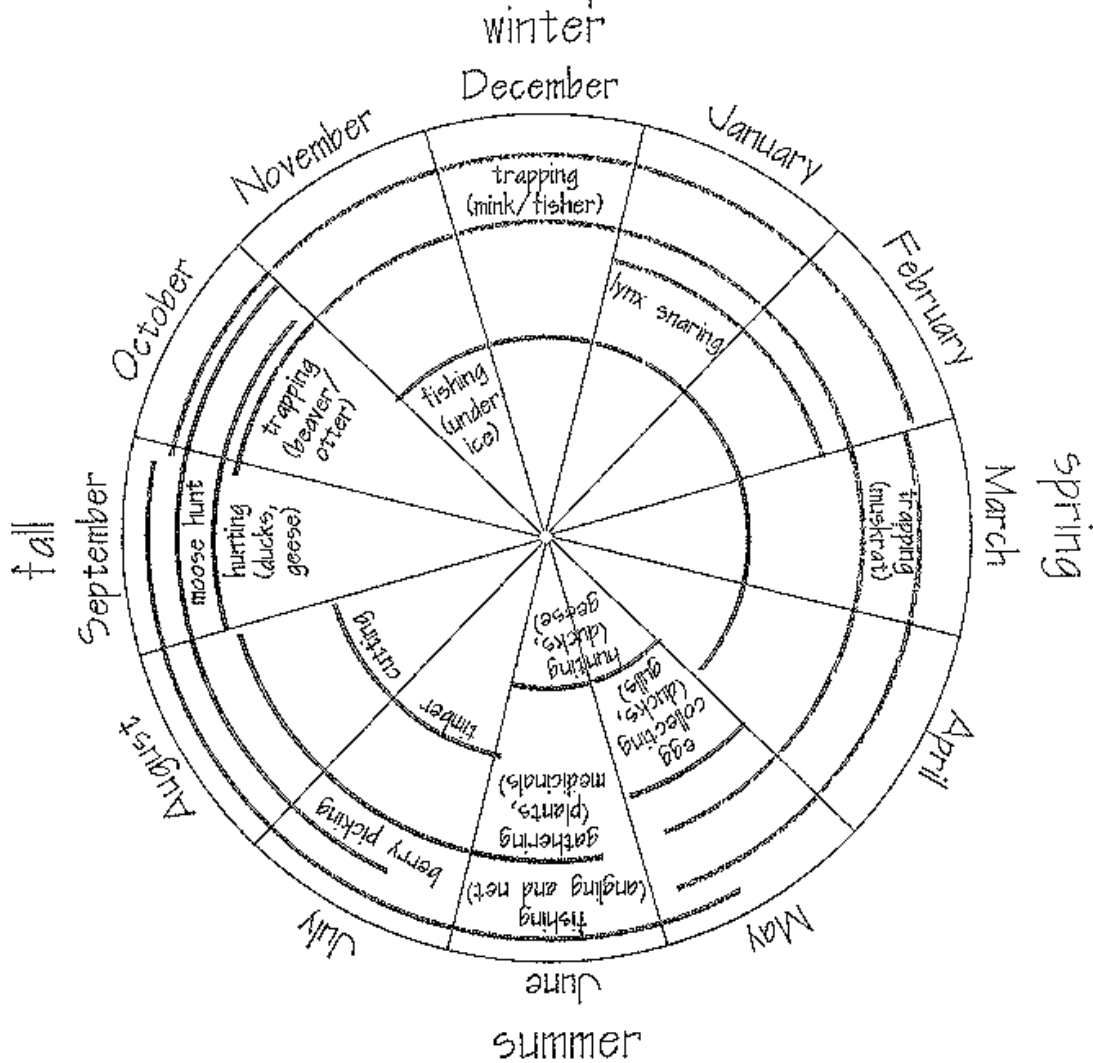 winter
December
January
February
spring
March
April
May
June
summer
July
August
fall
September
October
November
trapping
(mink/fisher)
lynx snaring
trapping
(muskrat)
egg
collecting
(ducks,
gulls)
hunting
(ducks,
geese)
fishing
(angling and net)
gathering
(plants,
medicinals)
berry picking
timber
cutting
moose hunt
hunting
(ducks,
geese)
trapping
(beaver/
otter)
fishing
(under
ice)